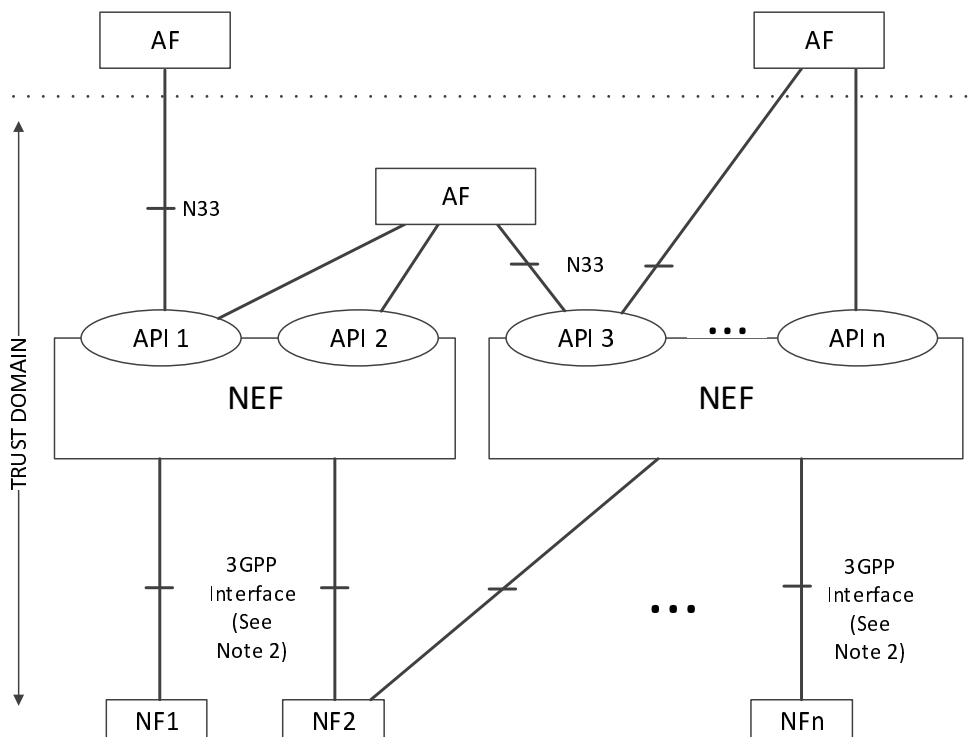 AF
AF
AF
N33
N33
API 1
API 2
API 3
...
API n
NEF
NEF
TRUST DOMAIN
3GPP
Interface
(See
Note 2)
...
3GPP
Interface
(See
Note 2)
NF1
NF2
NFn